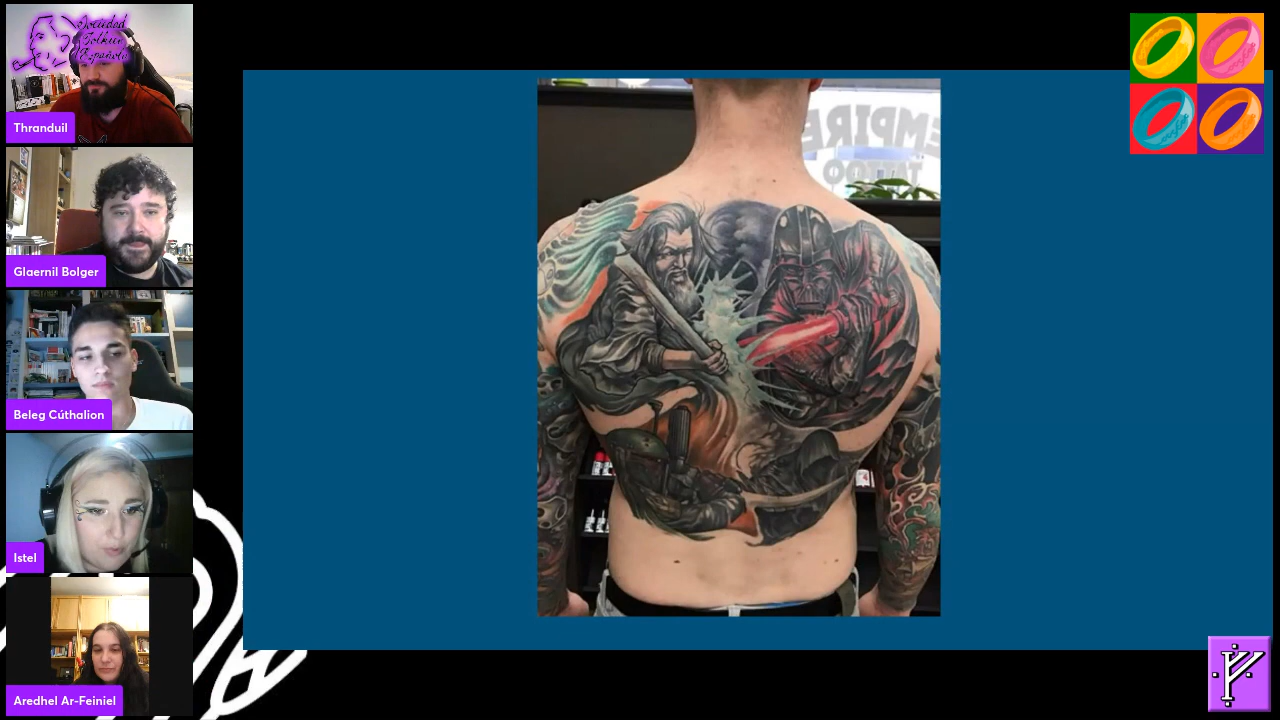 Sociedad
Tolkien
Española
Thranduil
Glaernil Bolger
Beleg Cúthalion
Istel
Aredhel Ar-Feiniel
EMPIRE
TATTOO